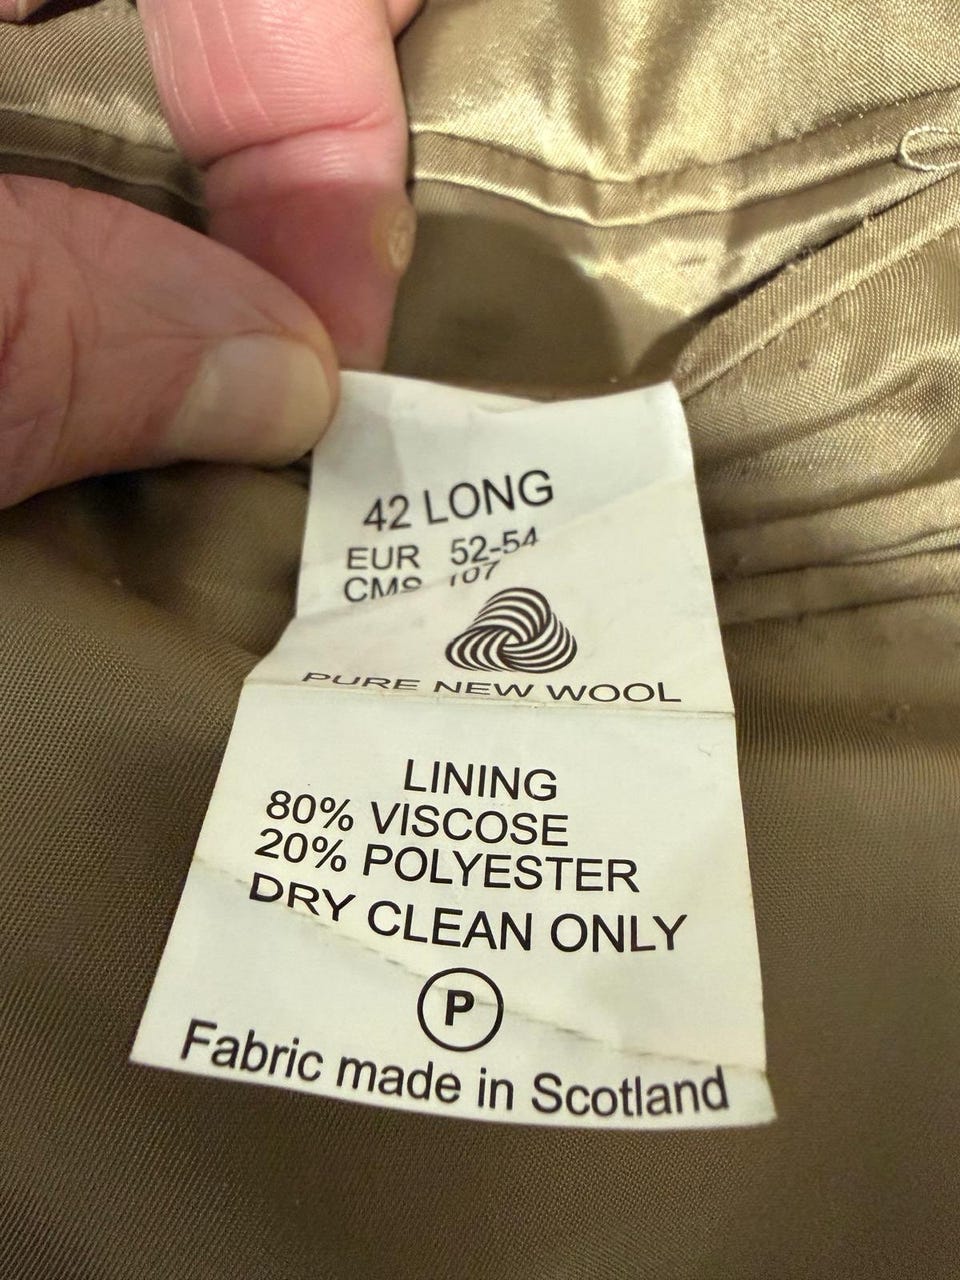 42 LONG
EUR 52-54
CMS 107
PURE NEW WOOL
LINING
80% VISCOSE
20% POLYESTER
DRY CLEAN ONLY
P
Fabric made in Scotland